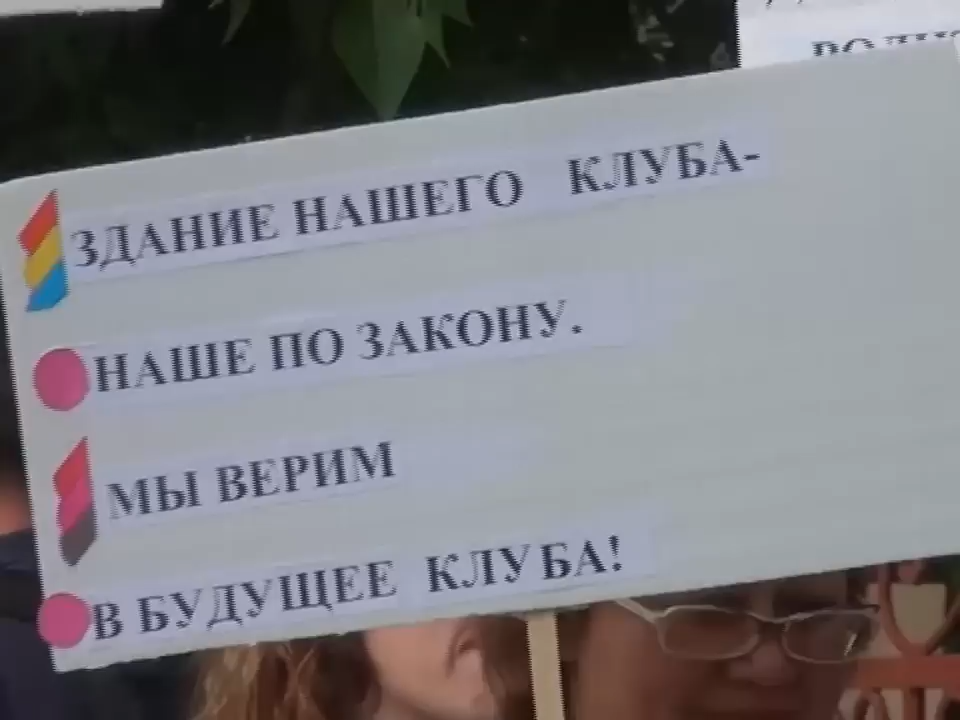 ЗДАНИЕ НАШЕГО КЛУБА-
НАШЕ ПО ЗАКОНУ.
МЫ ВЕРИМ
В БУДУЩЕЕ КЛУБА!